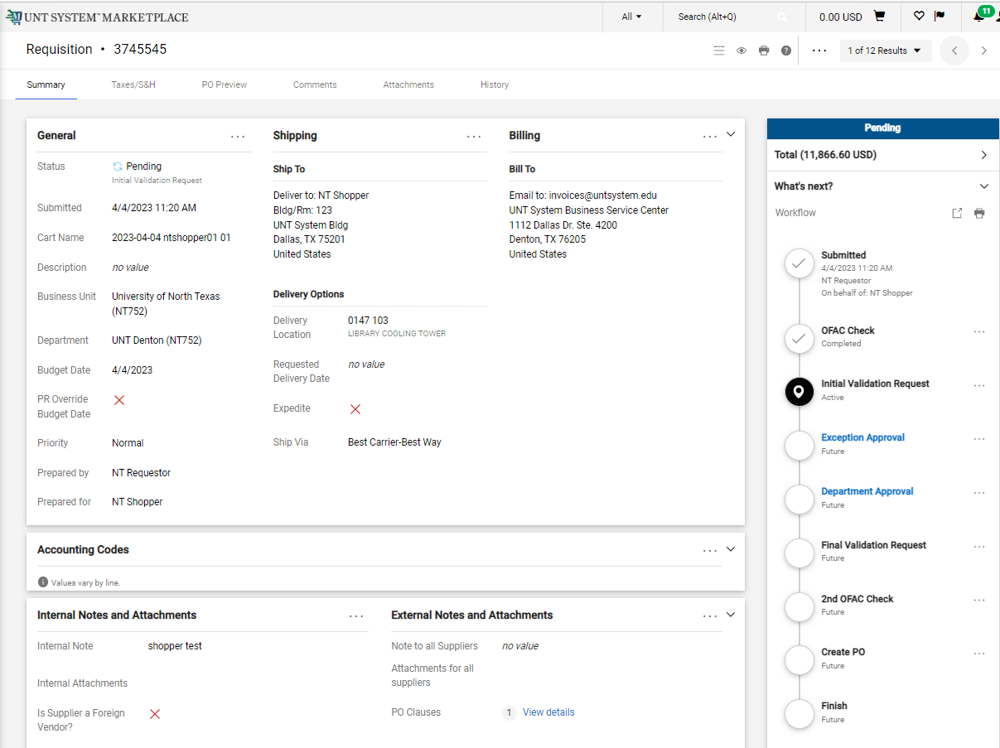 UNT SYSTEM™ MARKETPLACE
All
Search (Alt+Q)
0.00 USD
11
Requisition • 3745545
1 of 12 Results
Summary
Taxes/S&H
PO Preview
Comments
Attachments
History
General
Status
Pending
Initial Validation Request
Submitted
4/4/2023 11:20 AM
Cart Name
2023-04-04 ntshopper01 01
Description
no value
Business Unit
University of North Texas
(NT752)
Department
UNT Denton (NT752)
Budget Date
4/4/2023
PR Override
Budget Date
Priority
Normal
Prepared by
NT Requestor
Prepared for
NT Shopper
Shipping
Ship To
Deliver to: NT Shopper
Bldg/Rm: 123
UNT System Bldg
Dallas, TX 75201
United States
Delivery Options
Delivery
Location
0147 103
LIBRARY COOLING TOWER
Requested
Delivery Date
no value
Expedite
Ship Via
Best Carrier-Best Way
Billing
Bill To
Email to: invoices@untsystem.edu
UNT System Business Service Center
1112 Dallas Dr. Ste. 4200
Denton, TX 76205
United States
Accounting Codes
Values vary by line.
Internal Notes and Attachments
Internal Note
shopper test
Internal Attachments
Is Supplier a Foreign
Vendor?
External Notes and Attachments
Note to all Suppliers
no value
Attachments for all
suppliers
PO Clauses
1 View details
Pending
Total (11,866.60 USD)
What's next?
Workflow
Submitted
4/4/2023 11:20 AM
NT Requestor
On behalf of: NT Shopper
OFAC Check
Completed
Initial Validation Request
Active
Exception Approval
Future
Department Approval
Future
Final Validation Request
Future
2nd OFAC Check
Future
Create PO
Future
Finish
Future